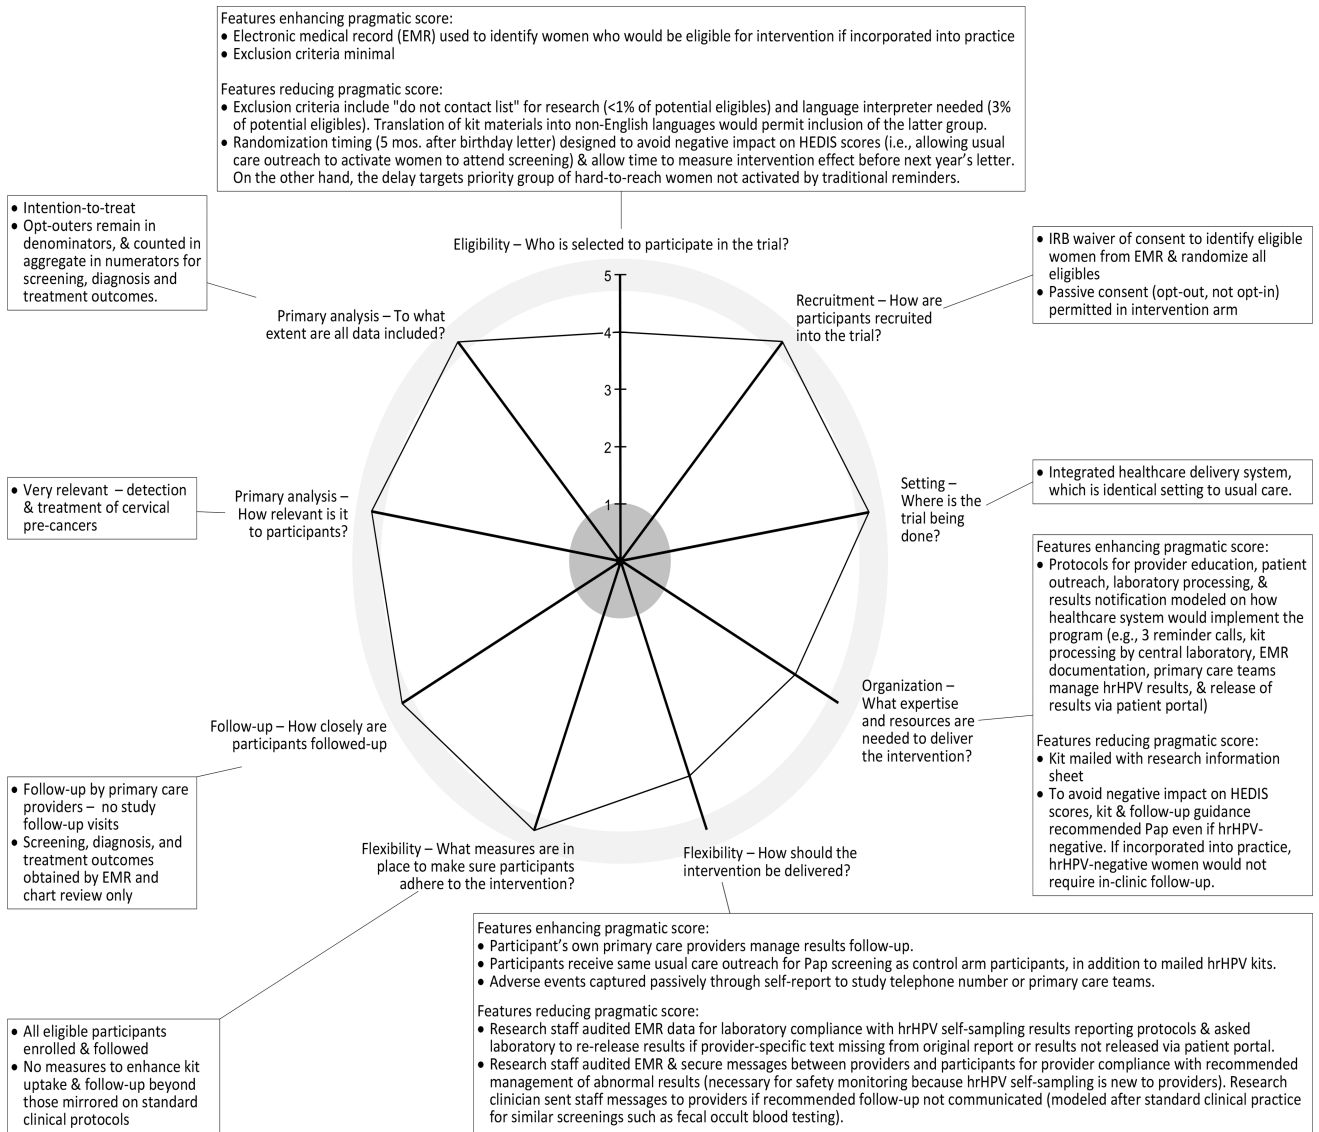 Features enhancing pragmatic score:
• Electronic medical record (EMR) used to identify women who would be eligible for intervention if incorporated into practice
• Exclusion criteria minimal
Features reducing pragmatic score:
• Exclusion criteria include "do not contact list" for research (<1% of potential eligibles) and language interpreter needed (3%
of potential eligibles). Translation of kit materials into non-English languages would permit inclusion of the latter group.
• Randomization timing (5 mos. after birthday letter) designed to avoid negative impact on HEDIS scores (i.e., allowing usual
care outreach to activate women to attend screening) & allow time to measure intervention effect before next year's letter.
On the other hand, the delay targets priority group of hard-to-reach women not activated by traditional reminders.
• Intention-to-treat
• Opt-outers remain in
denominators, & counted in
aggregate in numerators for
screening, diagnosis and
treatment outcomes.
Eligibility – Who is selected to participate in the trial?
• IRB waiver of consent to identify eligible
women from EMR & randomize all
eligibles
• Passive consent (opt-out, not opt-in)
permitted in intervention arm
Primary analysis – To what
extent are all data included?
Recruitment – How are
participants recruited
into the trial?
5
4
3
2
1
• Very relevant – detection
& treatment of cervical
pre-cancers
Primary analysis –
How relevant is it
to participants?
Setting –
Where is the
trial being
done?
• Integrated healthcare delivery system,
which is identical setting to usual care.
Features enhancing pragmatic score:
• Protocols for provider education, patient
outreach, laboratory processing, &
results notification modeled on how
healthcare system would implement the
program (e.g., 3 reminder calls, kit
processing by central laboratory, EMR
documentation, primary care teams
manage hrHPV results, & release of
results via patient portal)
Features reducing pragmatic score:
• Kit mailed with research information
sheet
• To avoid negative impact on HEDIS
scores, kit & follow-up guidance
recommended Pap even if hrHPV-
negative. If incorporated into practice,
hrHPV-negative women would not
require in-clinic follow-up.
Organization –
What expertise
and resources are
needed to deliver
the intervention?
Follow-up – How closely are
participants followed-up
• Follow-up by primary care
providers – no study
follow-up visits
• Screening, diagnosis, and
treatment outcomes
obtained by EMR and
chart review only
Flexibility – What measures are in
place to make sure participants
adhere to the intervention?
Flexibility – How should the
intervention be delivered?
Features enhancing pragmatic score:
• Participant's own primary care providers manage results follow-up.
• Participants receive same usual care outreach for Pap screening as control arm participants, in addition to mailed hrHPV kits.
• Adverse events captured passively through self-report to study telephone number or primary care teams.
Features reducing pragmatic score:
• Research staff audited EMR data for laboratory compliance with hrHPV self-sampling results reporting protocols & asked
laboratory to re-release results if provider-specific text missing from original report or results not released via patient portal.
• Research staff audited EMR & secure messages between providers and participants for provider compliance with recommended
management of abnormal results (necessary for safety monitoring because hrHPV self-sampling is new to providers). Research
clinician sent staff messages to providers if recommended follow-up not communicated (modeled after standard clinical practice
for similar screenings such as fecal occult blood testing).
• All eligible participants
enrolled & followed
• No measures to enhance kit
uptake & follow-up beyond
those mirrored on standard
clinical protocols